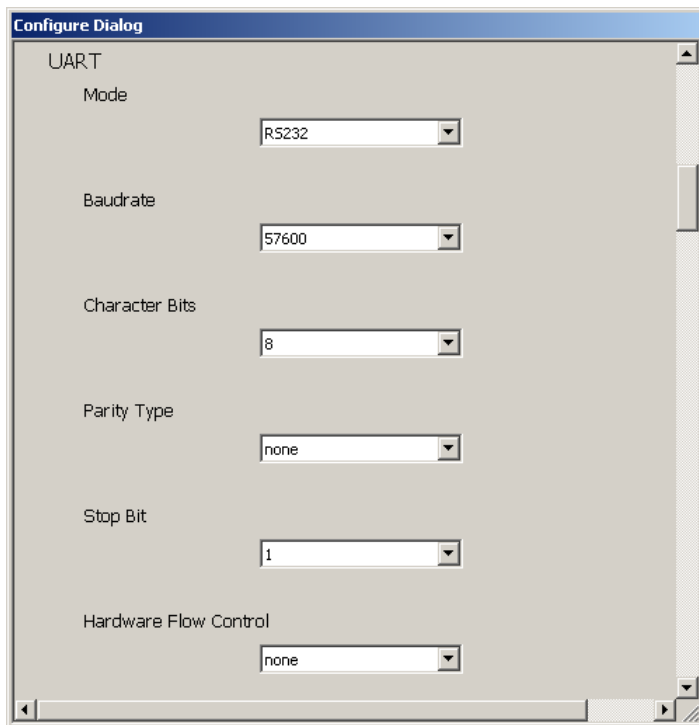 Configure Dialog
UART
Mode
RS232
Baudrate
57600
Character Bits
8
Parity Type
none
Stop Bit
1
Hardware Flow Control
none